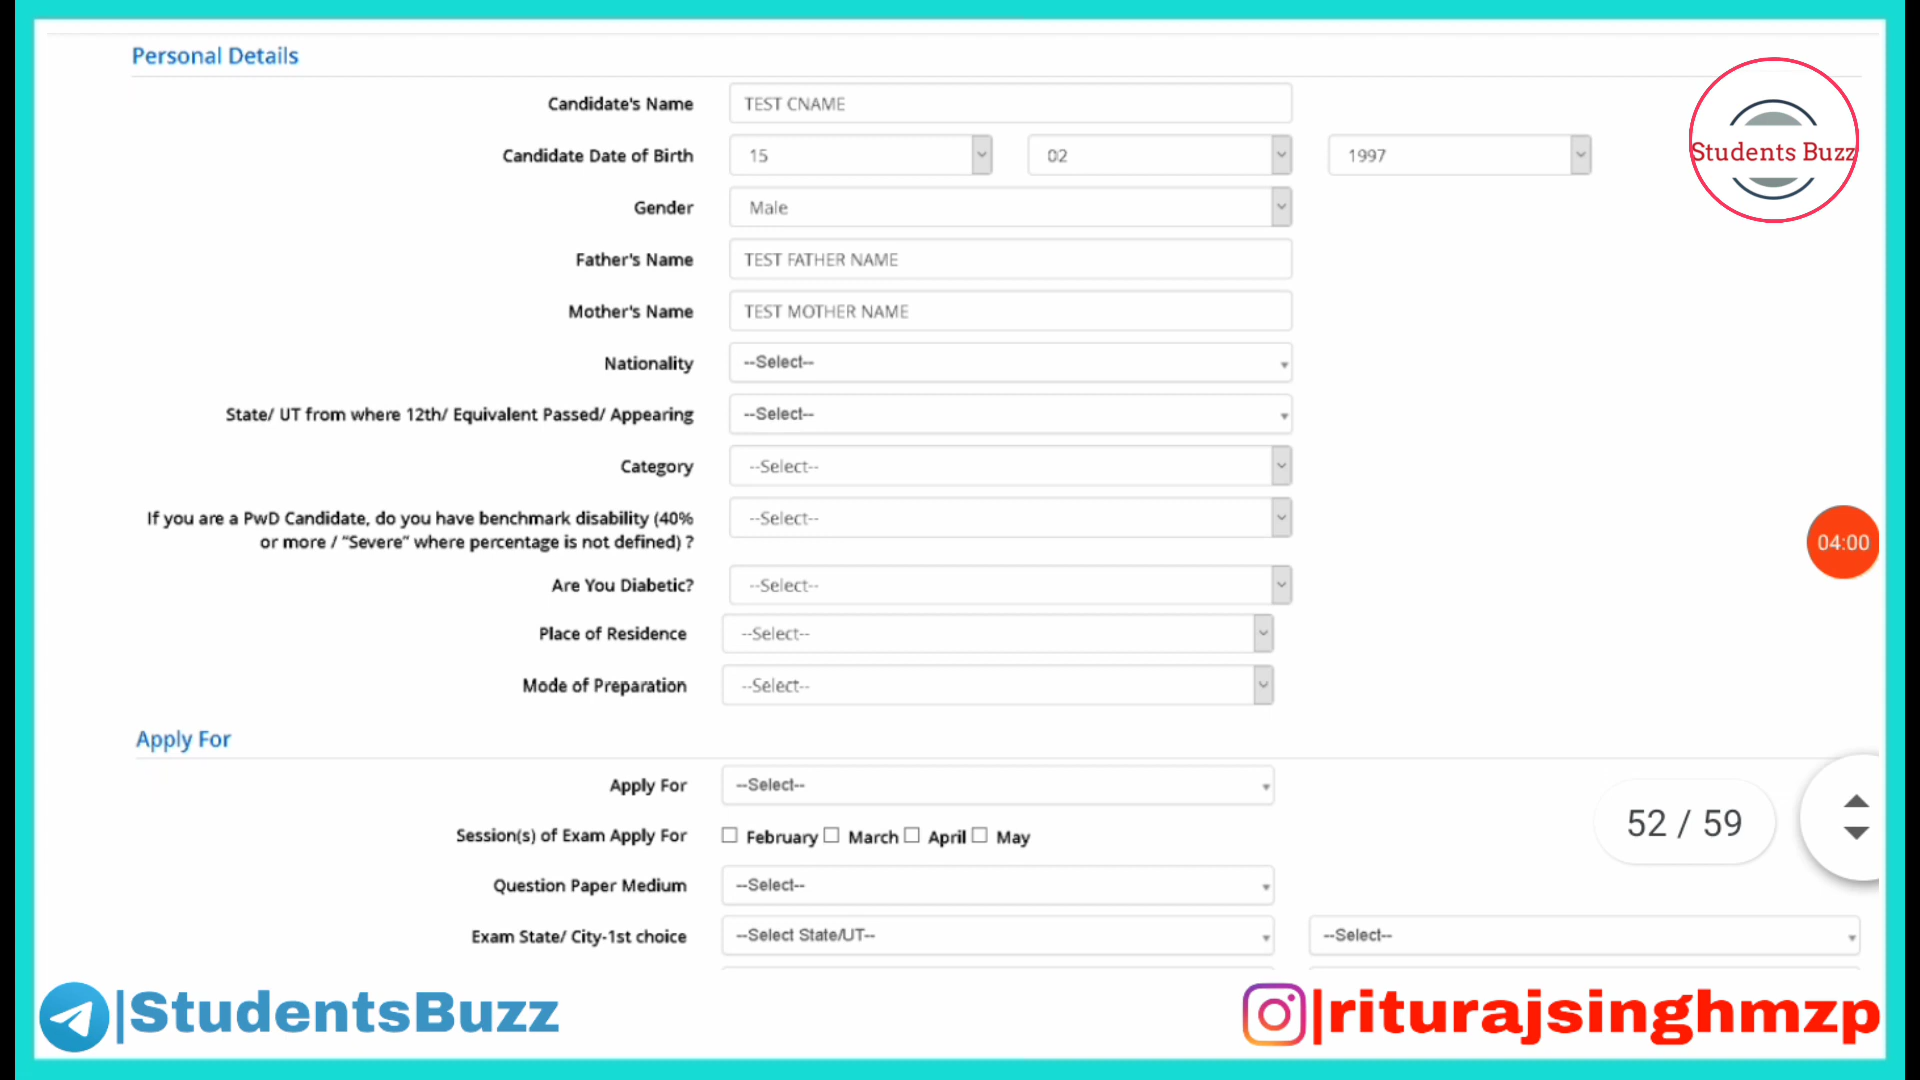 Personal Details
Candidate's Name TEST CNAME
Candidate Date of Birth 15 02 1997
Gender Male
Father's Name TEST FATHER NAME
Mother's Name TEST MOTHER NAME
Nationality --Select--
State/ UT from where 12th/ Equivalent Passed/ Appearing --Select--
Category --Select--
If you are a PwD Candidate, do you have benchmark disability (40% --Select--
or more / “Severe” where percentage is not defined) ?
Are You Diabetic? --Select--
Place of Residence --Select--
Mode of Preparation --Select--
Apply For
Apply For --Select--
Session(s) of Exam Apply For February March April May
Question Paper Medium --Select--
Exam State/ City-1st choice --Select State/UT-- --Select--
Students Buzz
04:00
52 / 59
|StudentsBuzz
|riturajsinghmzp